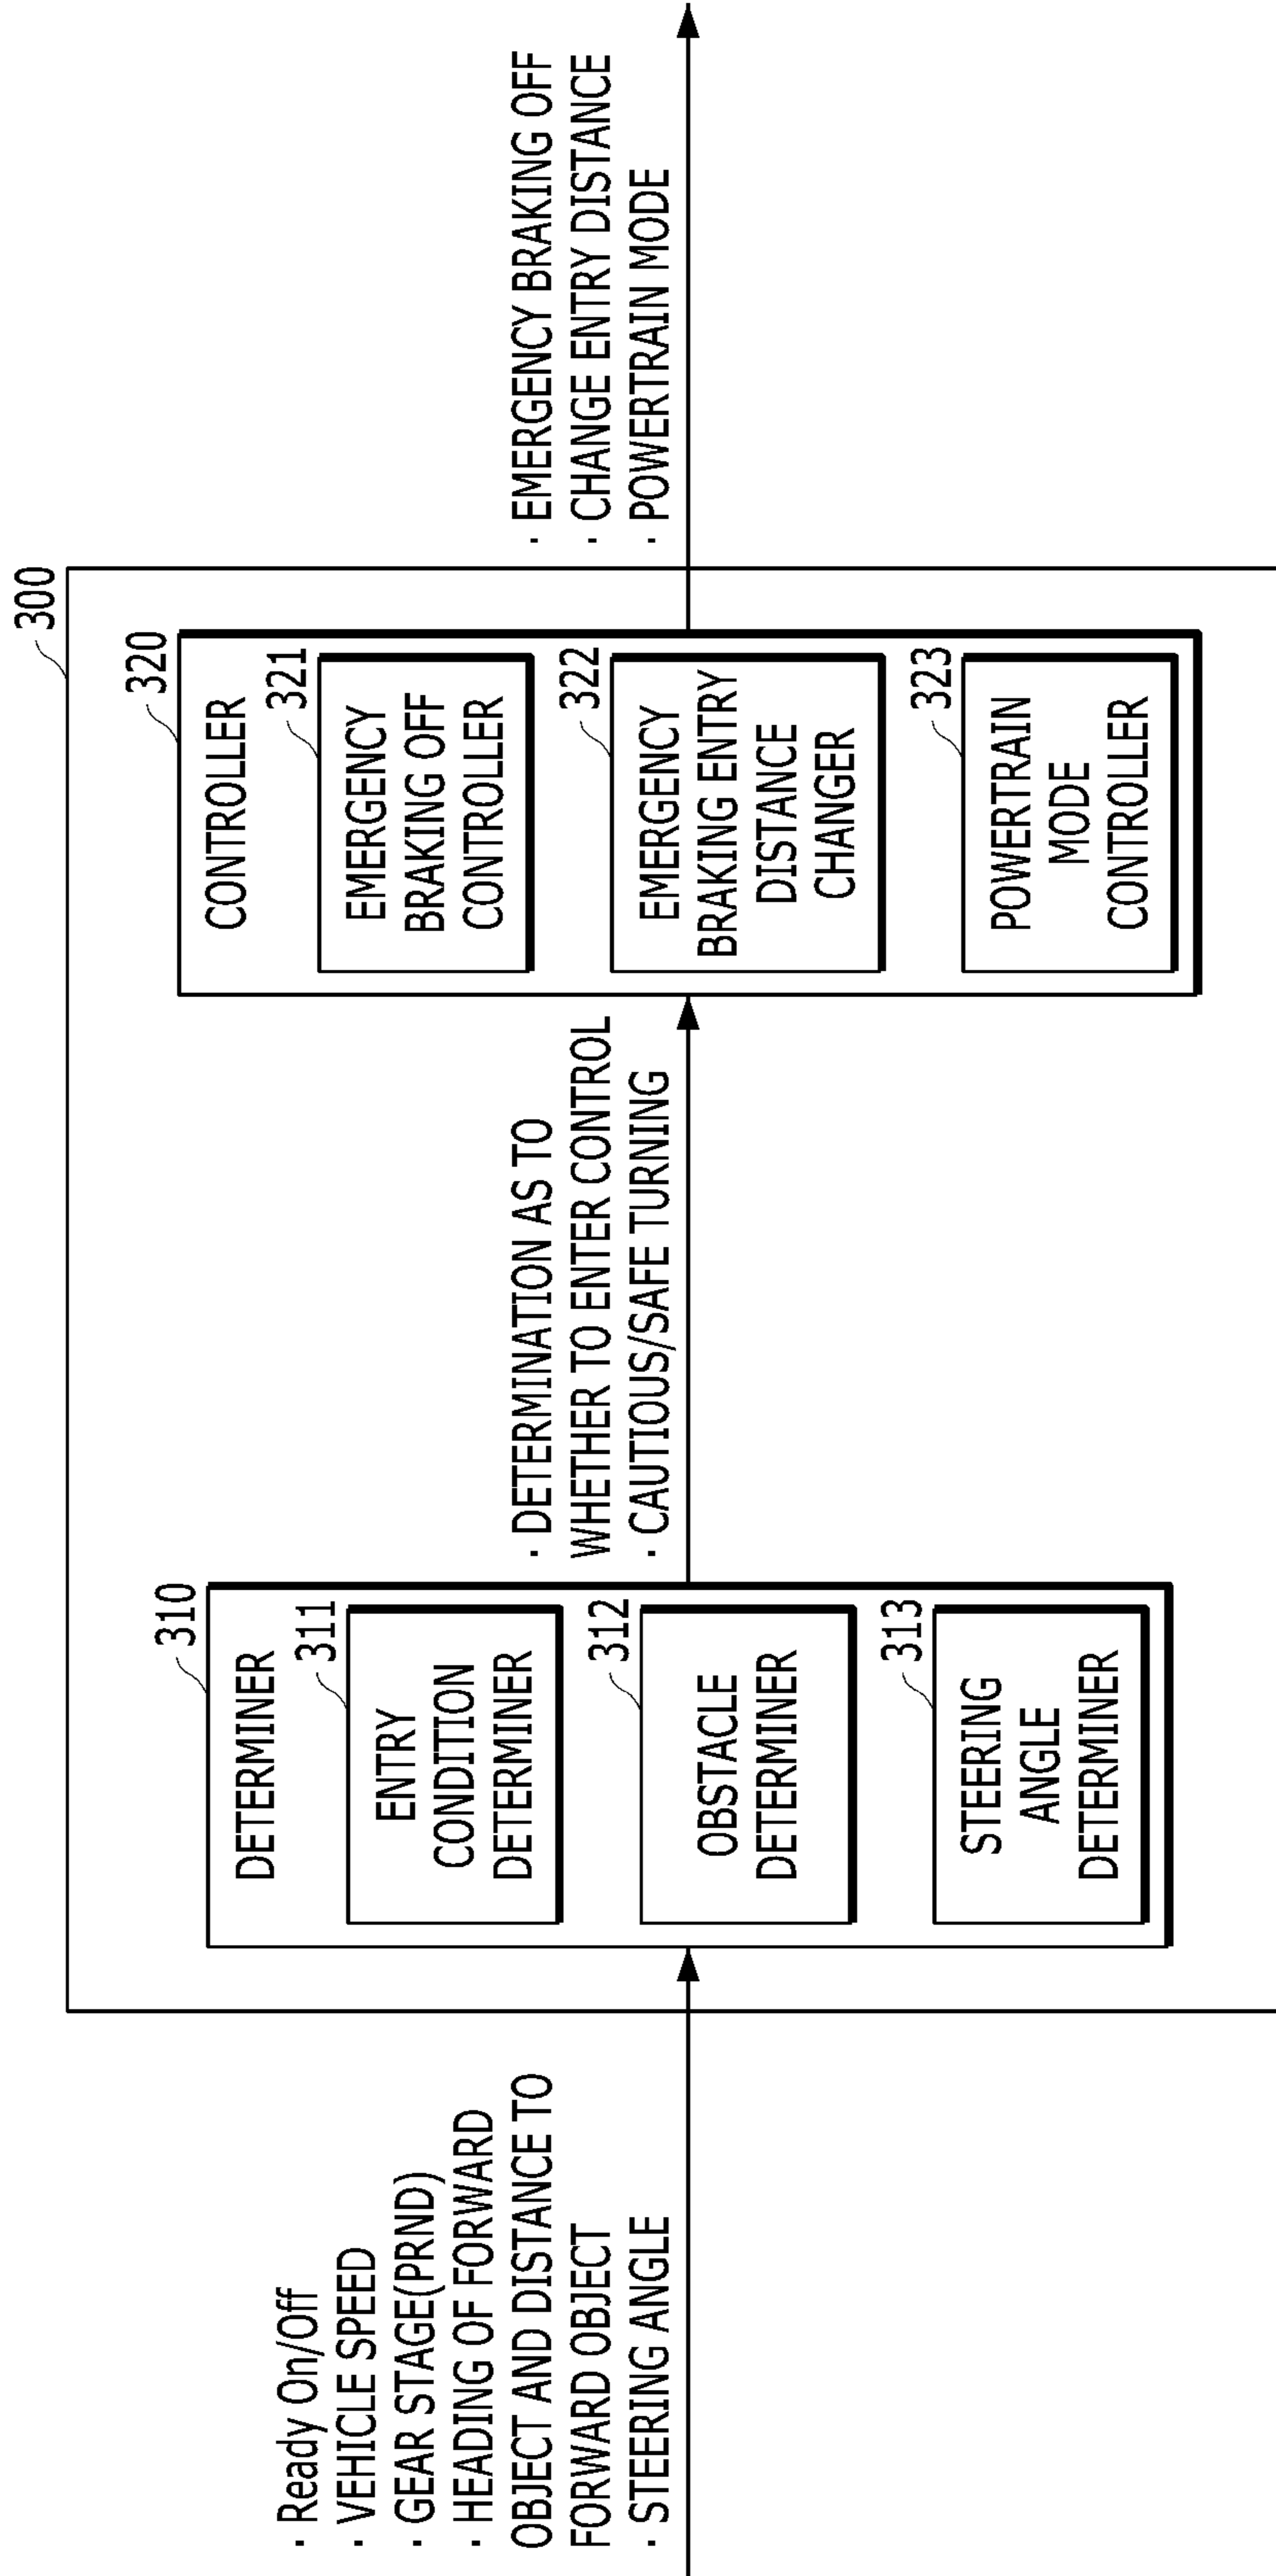 · Ready On/Off
· VEHICLE SPEED
· GEAR STAGE(PRND)
· HEADING OF FORWARD
OBJECT AND DISTANCE TO
FORWARD OBJECT
· STEERING ANGLE
300
310
DETERMINER
311
ENTRY
CONDITION
DETERMINER
312
OBSTACLE
DETERMINER
313
STEERING
ANGLE
DETERMINER
· DETERMINATION AS TO
WHETHER TO ENTER CONTROL
· CAUTIOUS/SAFE TURNING
320
CONTROLLER
321
EMERGENCY
BRAKING OFF
CONTROLLER
322
EMERGENCY
BRAKING ENTRY
DISTANCE
CHANGER
323
POWERTRAIN
MODE
CONTROLLER
· EMERGENCY BRAKING OFF
· CHANGE ENTRY DISTANCE
· POWERTRAIN MODE